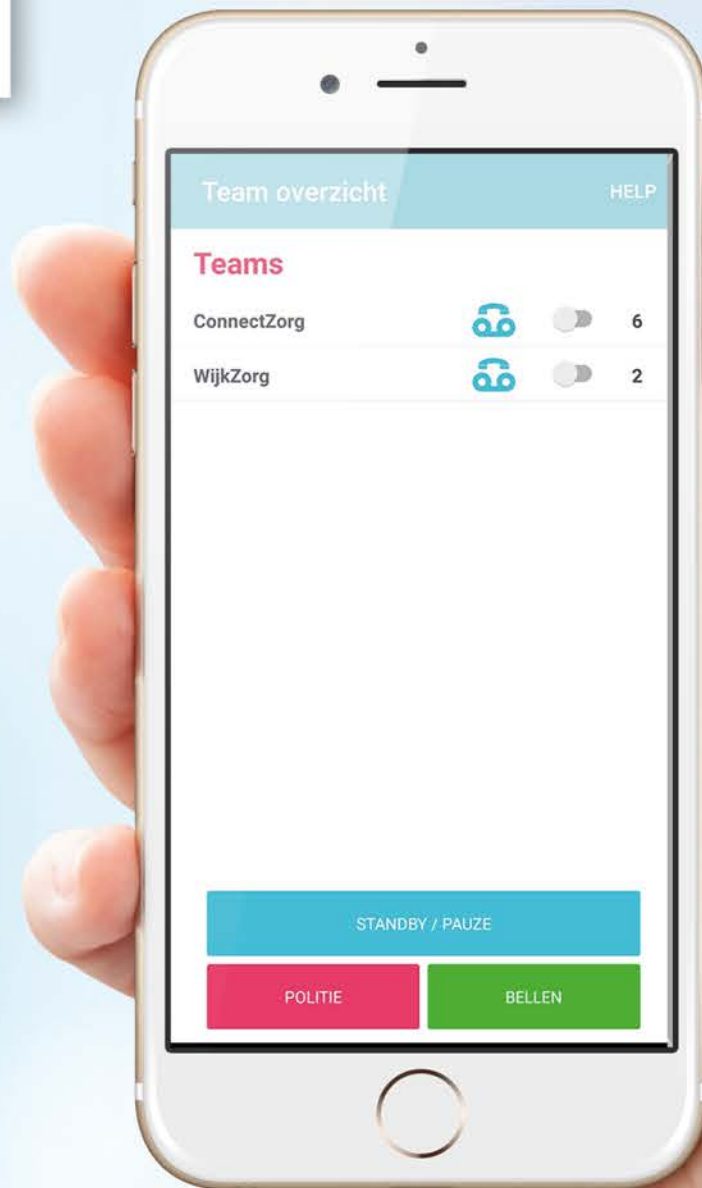 Team overzicht HELP
Teams
ConnectZorg 6
WijkZorg 2
STANDBY / PAUZE
POLITIE BELLEN